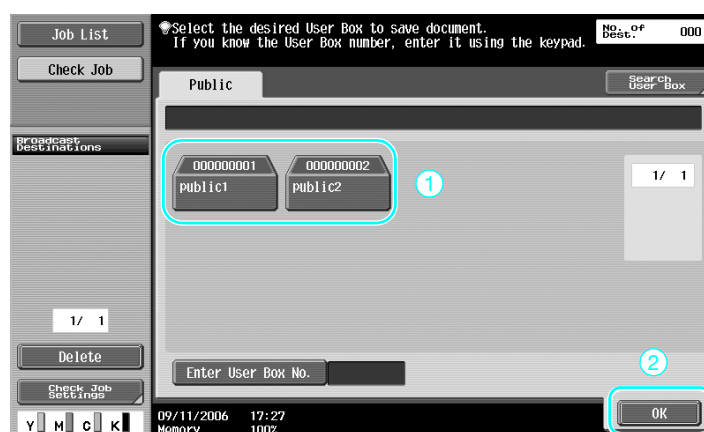 Job List
Check Job
Broadcast
Destinations
1/ 1
Delete
Check Job
Settings
Y M C K
Select the desired User Box to save document.
If you know the User Box number, enter it using the keypad.
No. of
Dest. 000
Public
Search
User Box
000000001
public1
000000002
public2
1
1/ 1
Enter User Box No.
2
OK
09/11/2006 17:27
Memory 100%